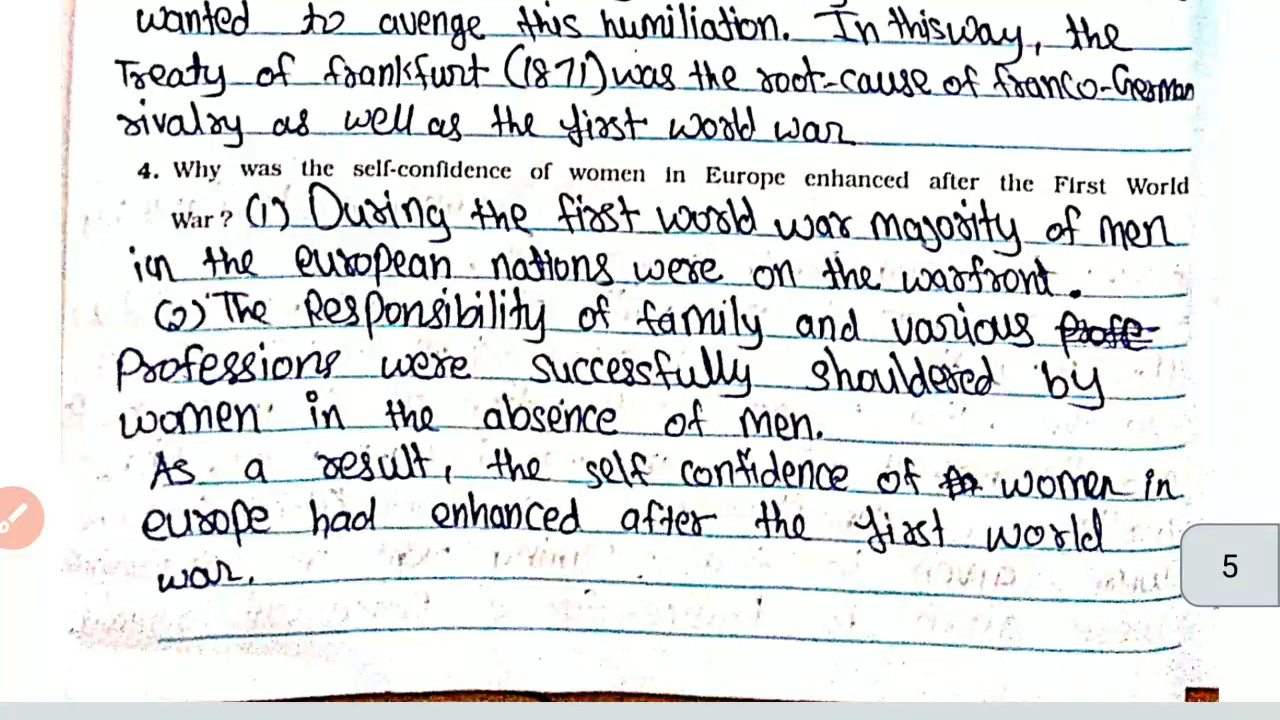 wanted to avenge this humiliation. In this way, the
Treaty of frankfurt (1871) was the root-cause of franco-German
rivalry as well as the first world war
4. Why was the self-confidence of women in Europe enhanced after the First World
War? (1) During the first world war majority of men
in the european nations were on the warfront.
(2) The Responsibility of family and various profe-
Professions were successfully shouldered by
women in the absence of men.
As a result, the self confidence of women in
europe had enhanced after the first world
war.
5